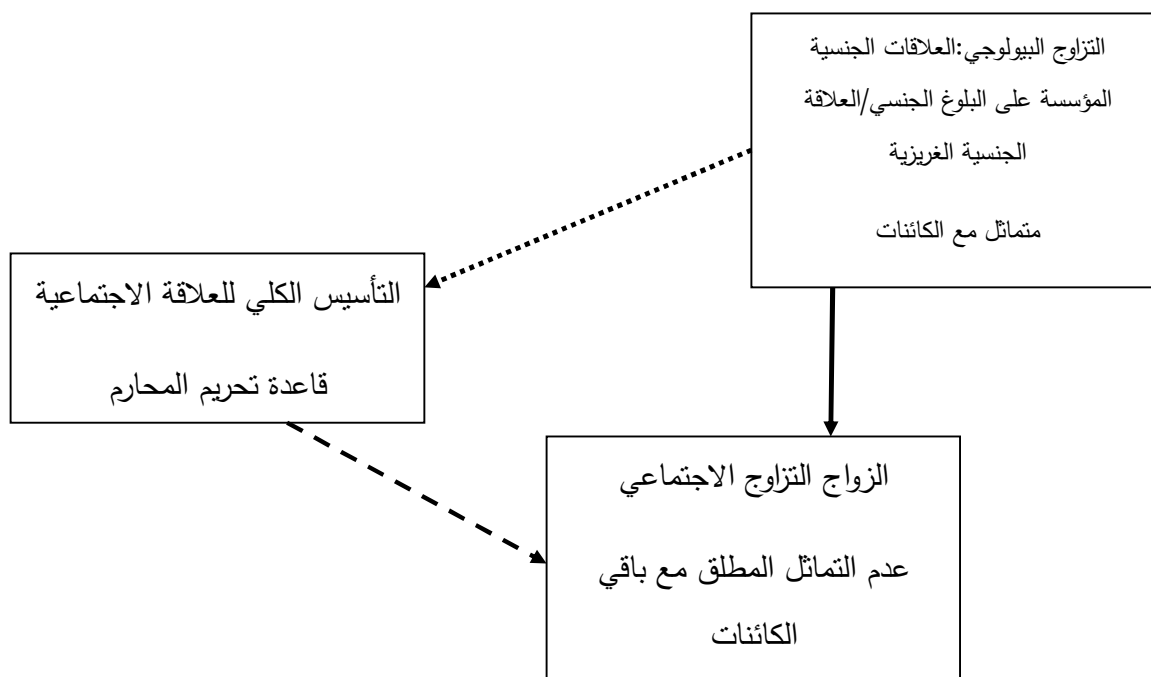 التزاوج البيولوجي:العلاقات الجنسية
المؤسسة على البلوغ الجنسي/العلاقة
الجنسية الغريزية
متماثل مع الكائنات
التأسيس الكلي للعلاقة الاجتماعية
قاعدة تحريم المحارم
الزواج التزاوج الاجتماعي
عدم التماثل المطلق مع باقي
الكائنات